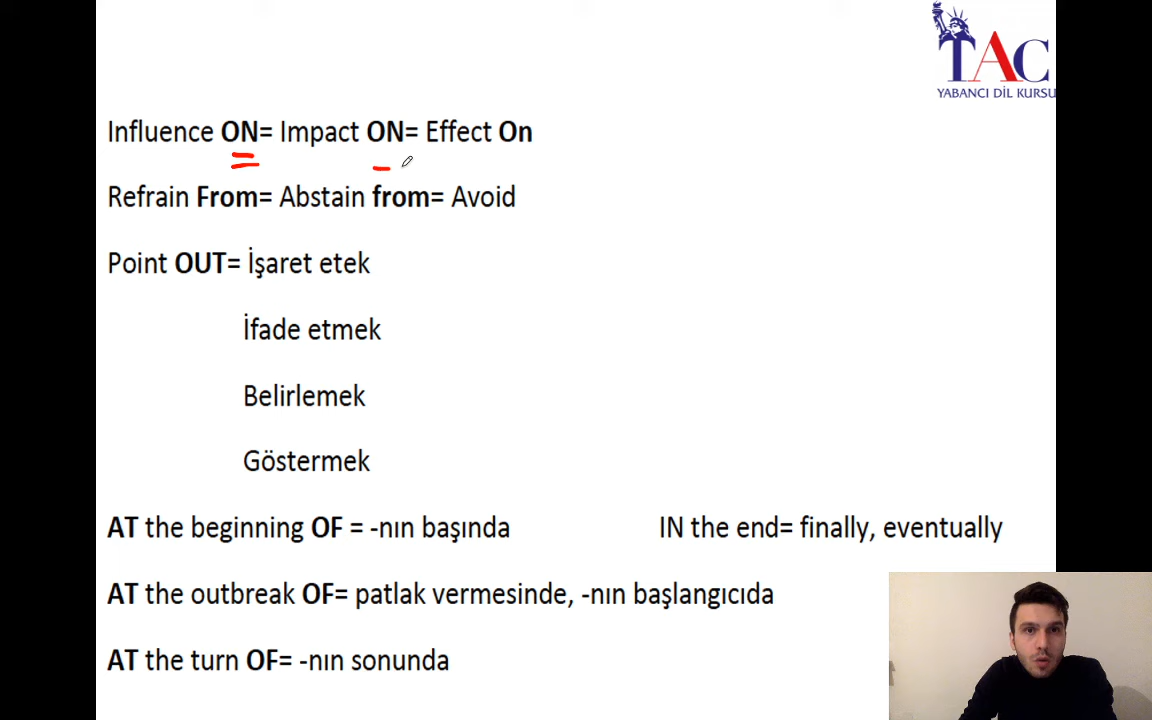 TAC
YABANCI DİL KURSU
Influence ON= Impact ON= Effect On
Refrain From= Abstain from= Avoid
Point OUT= İşaret etek
İfade etmek
Belirlemek
Göstermek
AT the beginning OF = -nın başında
IN the end= finally, eventually
AT the outbreak OF= patlak vermesinde, -nın başlangıcıda
AT the turn OF= -nın sonunda